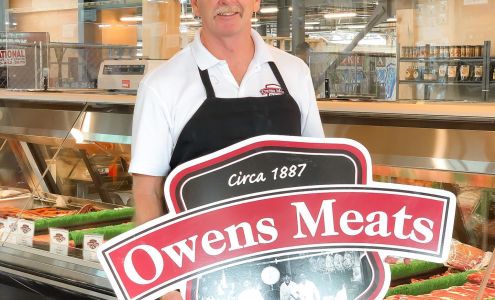 NATIONAL
Circa 1887
Owens Meats